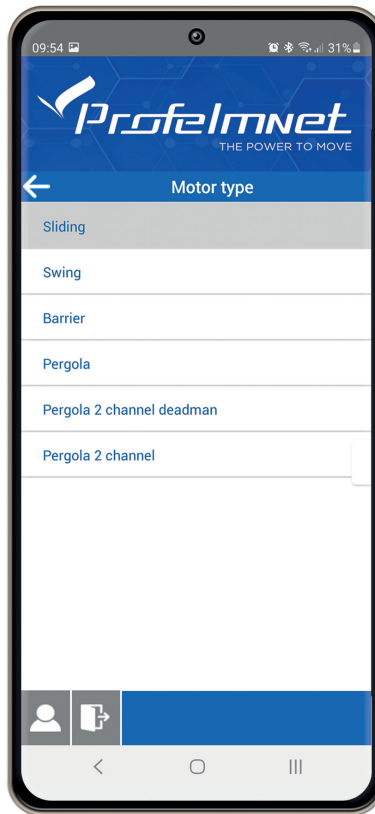 09:54 31%
Profelmnet
THE POWER TO MOVE
Motor type
Sliding
Swing
Barrier
Pergola
Pergola 2 channel deadman
Pergola 2 channel